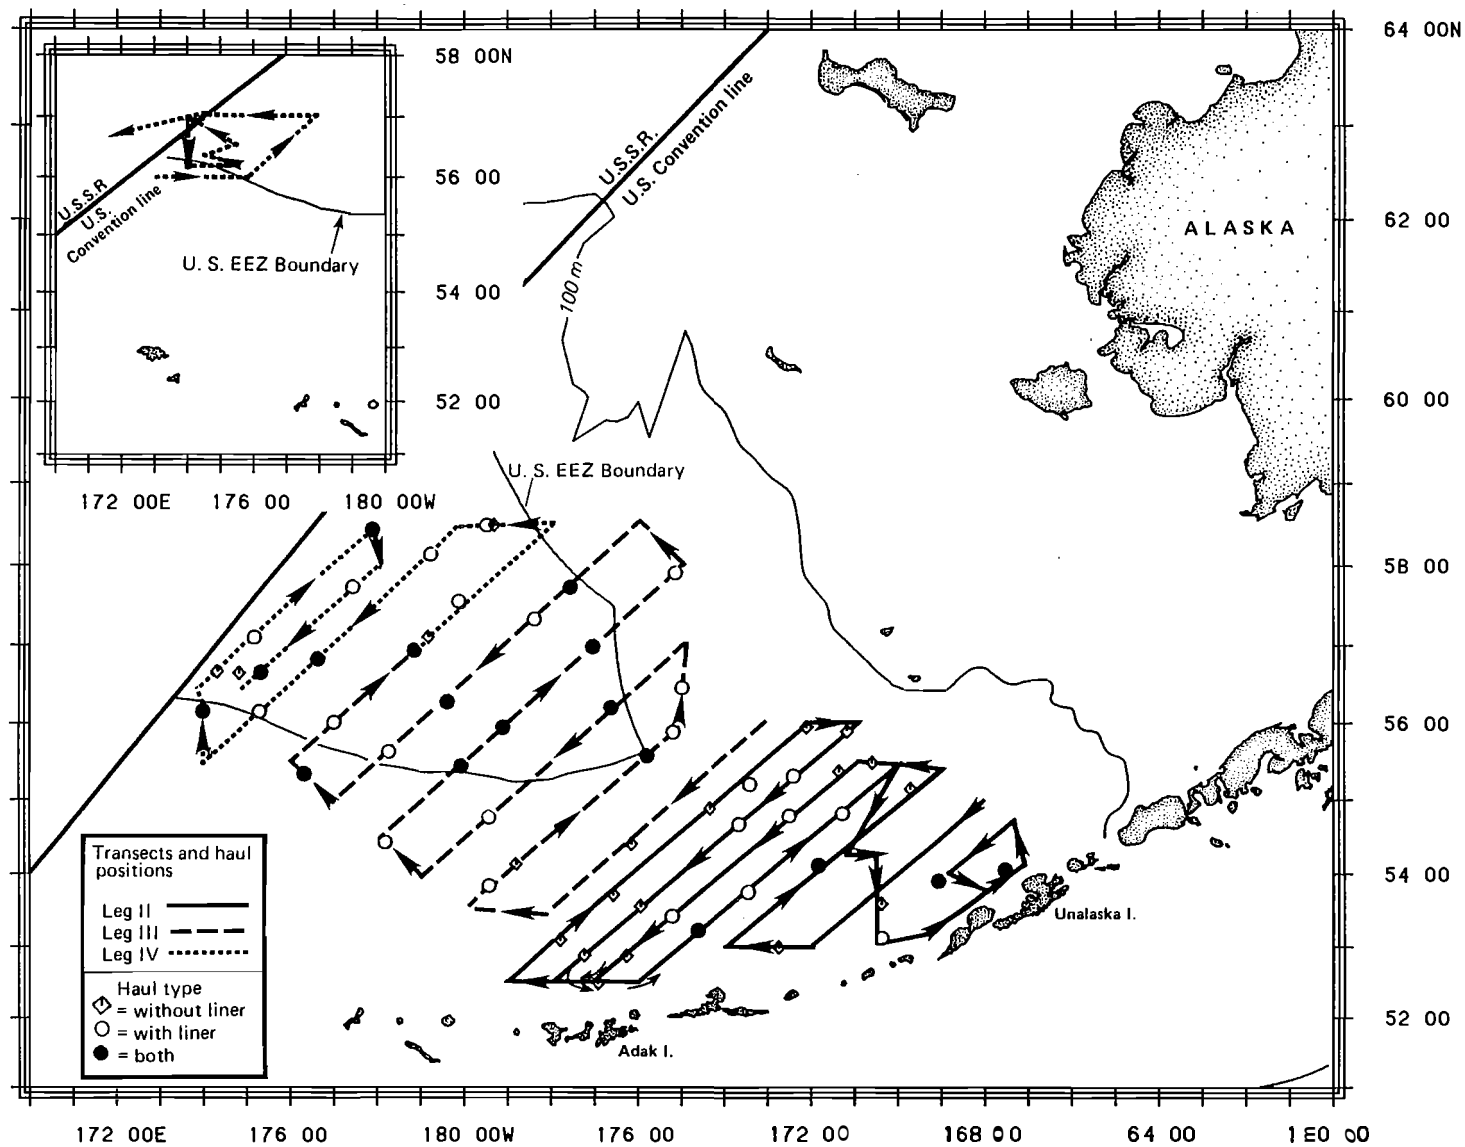 64 00N
58 00N
U.S.S.R.
U.S. Convention line
56 00
U.S.S.R
U.S.
Convention line
62 00
ALASKA
U. S. EEZ Boundary
54 00
100 m
52 00
60 00
U. S. EEZ Boundary
172 00E 176 00 180 00W
58 00
56 00
Transects and haul
positions
Leg II
Leg III
Leg IV
54 00
Unalaska I.
Haul type
= without liner
= with liner
= both
52 00
Adak I.
172 00E 176 00 180 00W 176 00 172 00 168 00 64 00 1E0 00